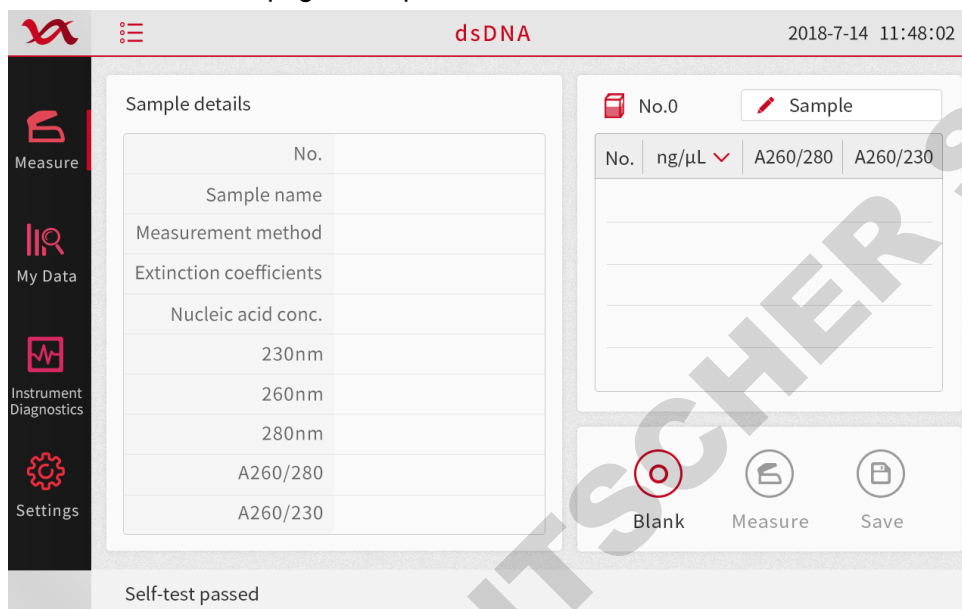 dsDNA 2018-7-14 11:48:02
Measure
My Data
Instrument
Diagnostics
Settings
Sample details
No.
Sample name
Measurement method
Extinction coefficients
Nucleic acid conc.
230nm
260nm
280nm
A260/280
A260/230
No.0 Sample
No. ng/μL A260/280 A260/230
Blank Measure Save
Self-test passed